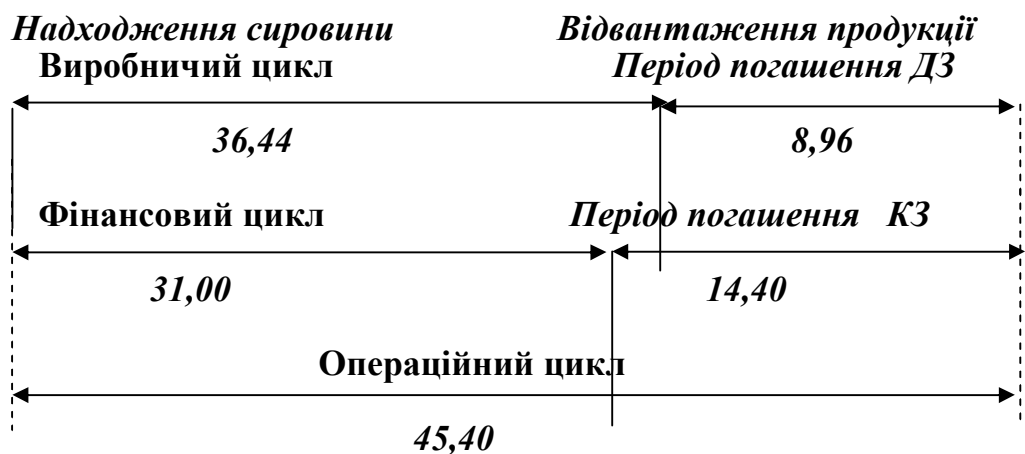 Надходження сировини Відвантаження продукції
Виробничий цикл Період погашення ДЗ
36,44 8,96
Фінансовий цикл Період погашення КЗ
31,00 14,40
Операційний цикл
45,40